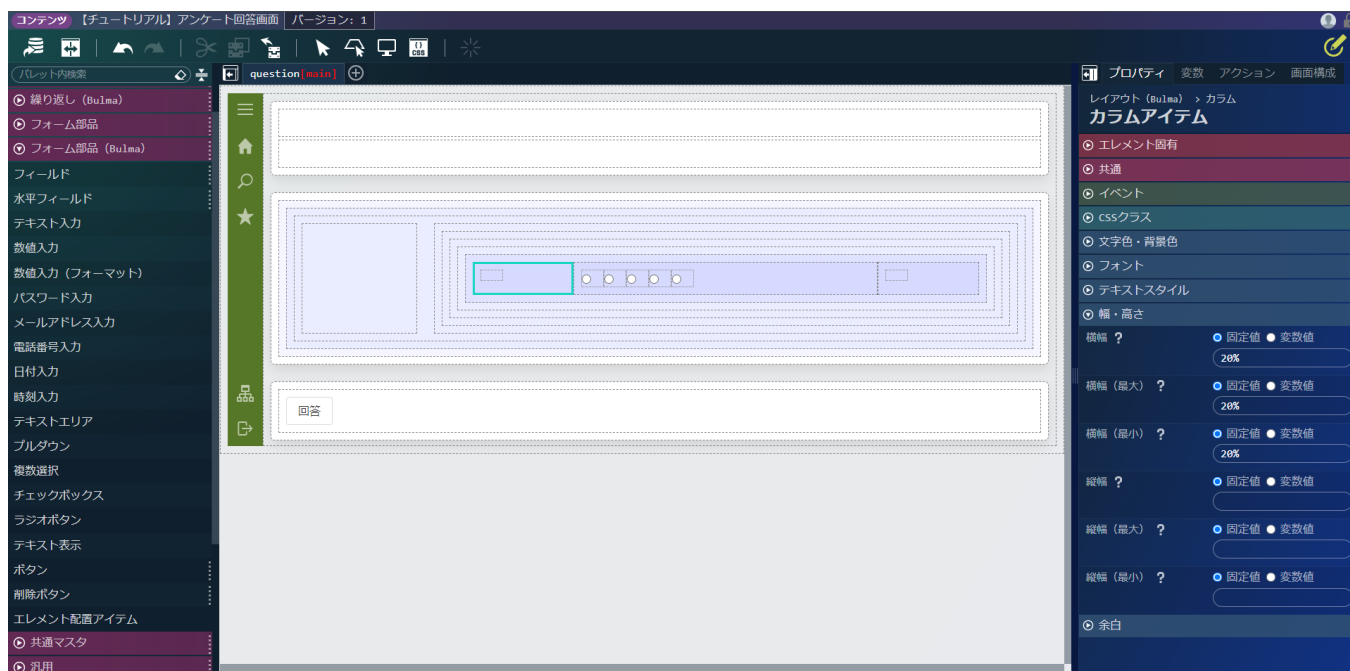 コンテンツ 【チュートリアル】アンケート回答画面 バージョン: 1
パレット内検索
question[main]
プロパティ 変数 アクション 画面構成
繰り返し (Bulma)
フォーム部品
フォーム部品 (Bulma)
フィールド
水平フィールド
テキスト入力
数値入力
数値入力 (フォーマット)
パスワード入力
メールアドレス入力
電話番号入力
日付入力
時刻入力
テキストエリア
プルダウン
複数選択
チェックボックス
ラジオボタン
テキスト表示
ボタン
削除ボタン
エレメント配置アイテム
共通マスタ
汎用
回答
レイアウト (Bulma) > カラム
カラムアイテム
エレメント固有
共通
イベント
CSSクラス
文字色・背景色
フォント
テキストスタイル
幅・高さ
横幅 ? 固定値 変数値
20%
横幅 (最大) ? 固定値 変数値
20%
横幅 (最小) ? 固定値 変数値
20%
縦幅 ? 固定値 変数値
縦幅 (最大) ? 固定値 変数値
縦幅 (最小) ? 固定値 変数値
余白